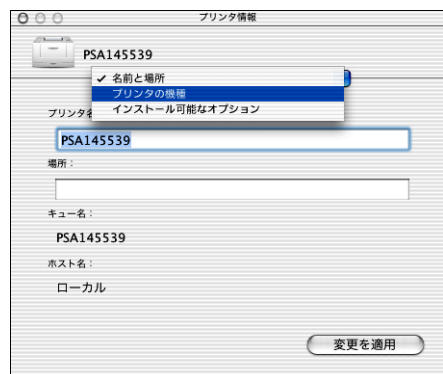 プリンタ情報
PSA145539
✓ 名前と場所
プリンタの機種
インストール可能なオプション
プリンタ名
PSA145539
場所：
キュー名：
PSA145539
ホスト名：
ローカル
変更を適用